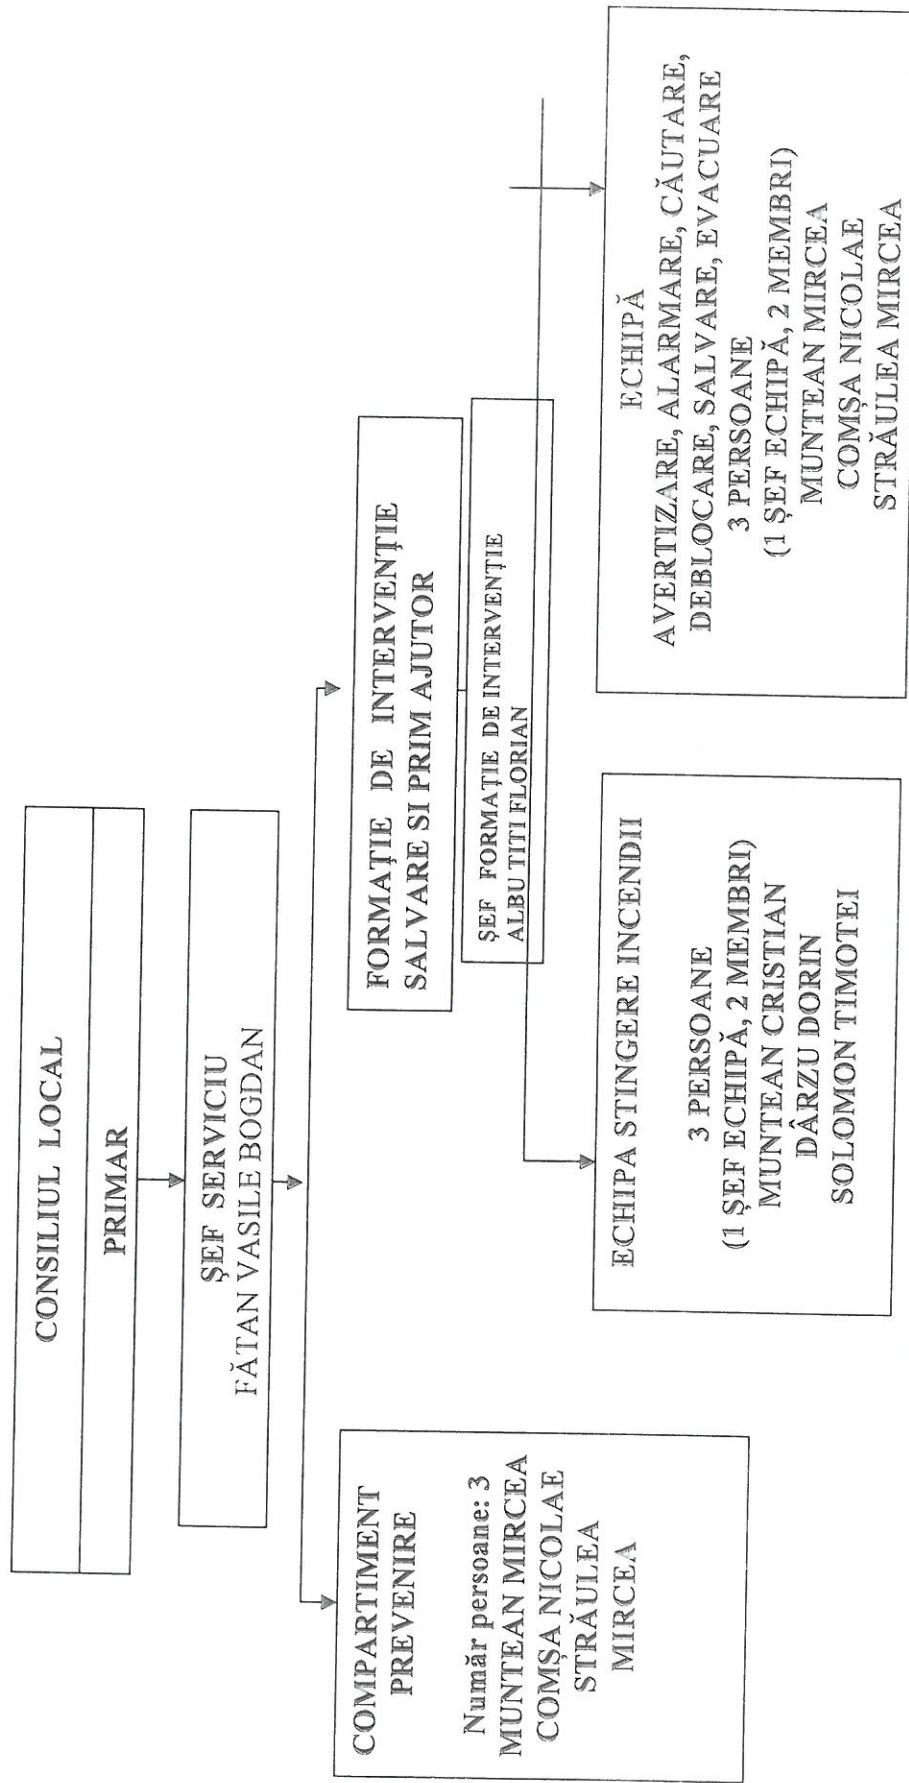 CONSILIUL LOCAL
PRIMAR
ȘEF SERVICIU
FĂTAN VASILE BOGDAN
COMPARTIMENT
PREVENIRE
Număr persoane: 3
MUNTEAN MIRCEA
COMȘA NICOLAE
STRĂULEA
MIRCEA
FORMAȚIE DE INTERVENȚIE
SALVARE SI PRIM AJUTOR
ȘEF FORMAȚIE DE INTERVENȚIE
ALBU TITI FLORIAN
ECHIPA STINGERE INCENDII
3 PERSOANE
(1 ȘEF ECHIPĂ, 2 MEMBRI)
MUNTEAN CRISTIAN
DÂRZU DORIN
SOLOMON TIMOTEI
ECHIPĂ
AVERTIZARE, ALARMARE, CĂUTARE,
DEBLOCARE, SALVARE, EVACUARE
3 PERSOANE
(1 ȘEF ECHIPĂ, 2 MEMBRI)
MUNTEAN MIRCEA
COMȘA NICOLAE
STRĂULEA MIRCEA